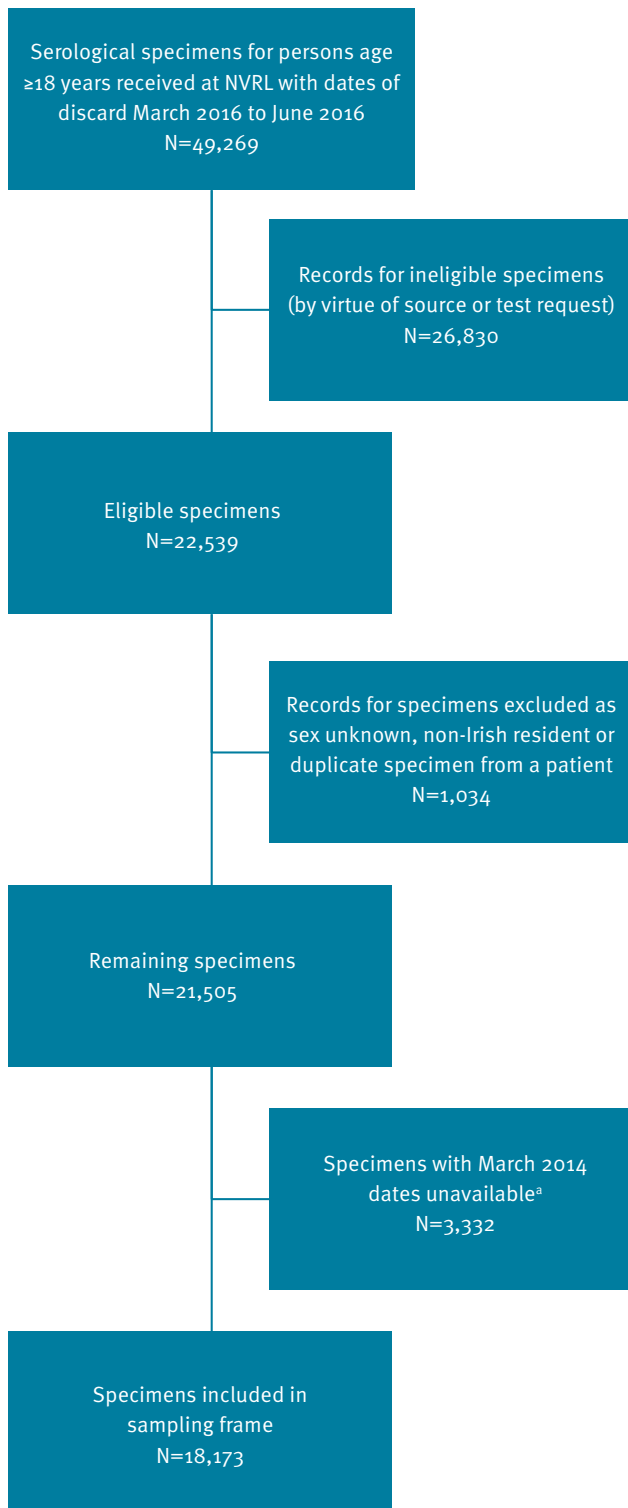 Serological specimens for persons age
≥18 years received at NVRL with dates of
discard March 2016 to June 2016
N=49,269
Records for ineligible specimens
(by virtue of source or test request)
N=26,830
Eligible specimens
N=22,539
Records for specimens excluded as
sex unknown, non-Irish resident or
duplicate specimen from a patient
N=1,034
Remaining specimens
N=21,505
Specimens with March 2014
dates unavailableᵃ
N=3,332
Specimens included in
sampling frame
N=18,173